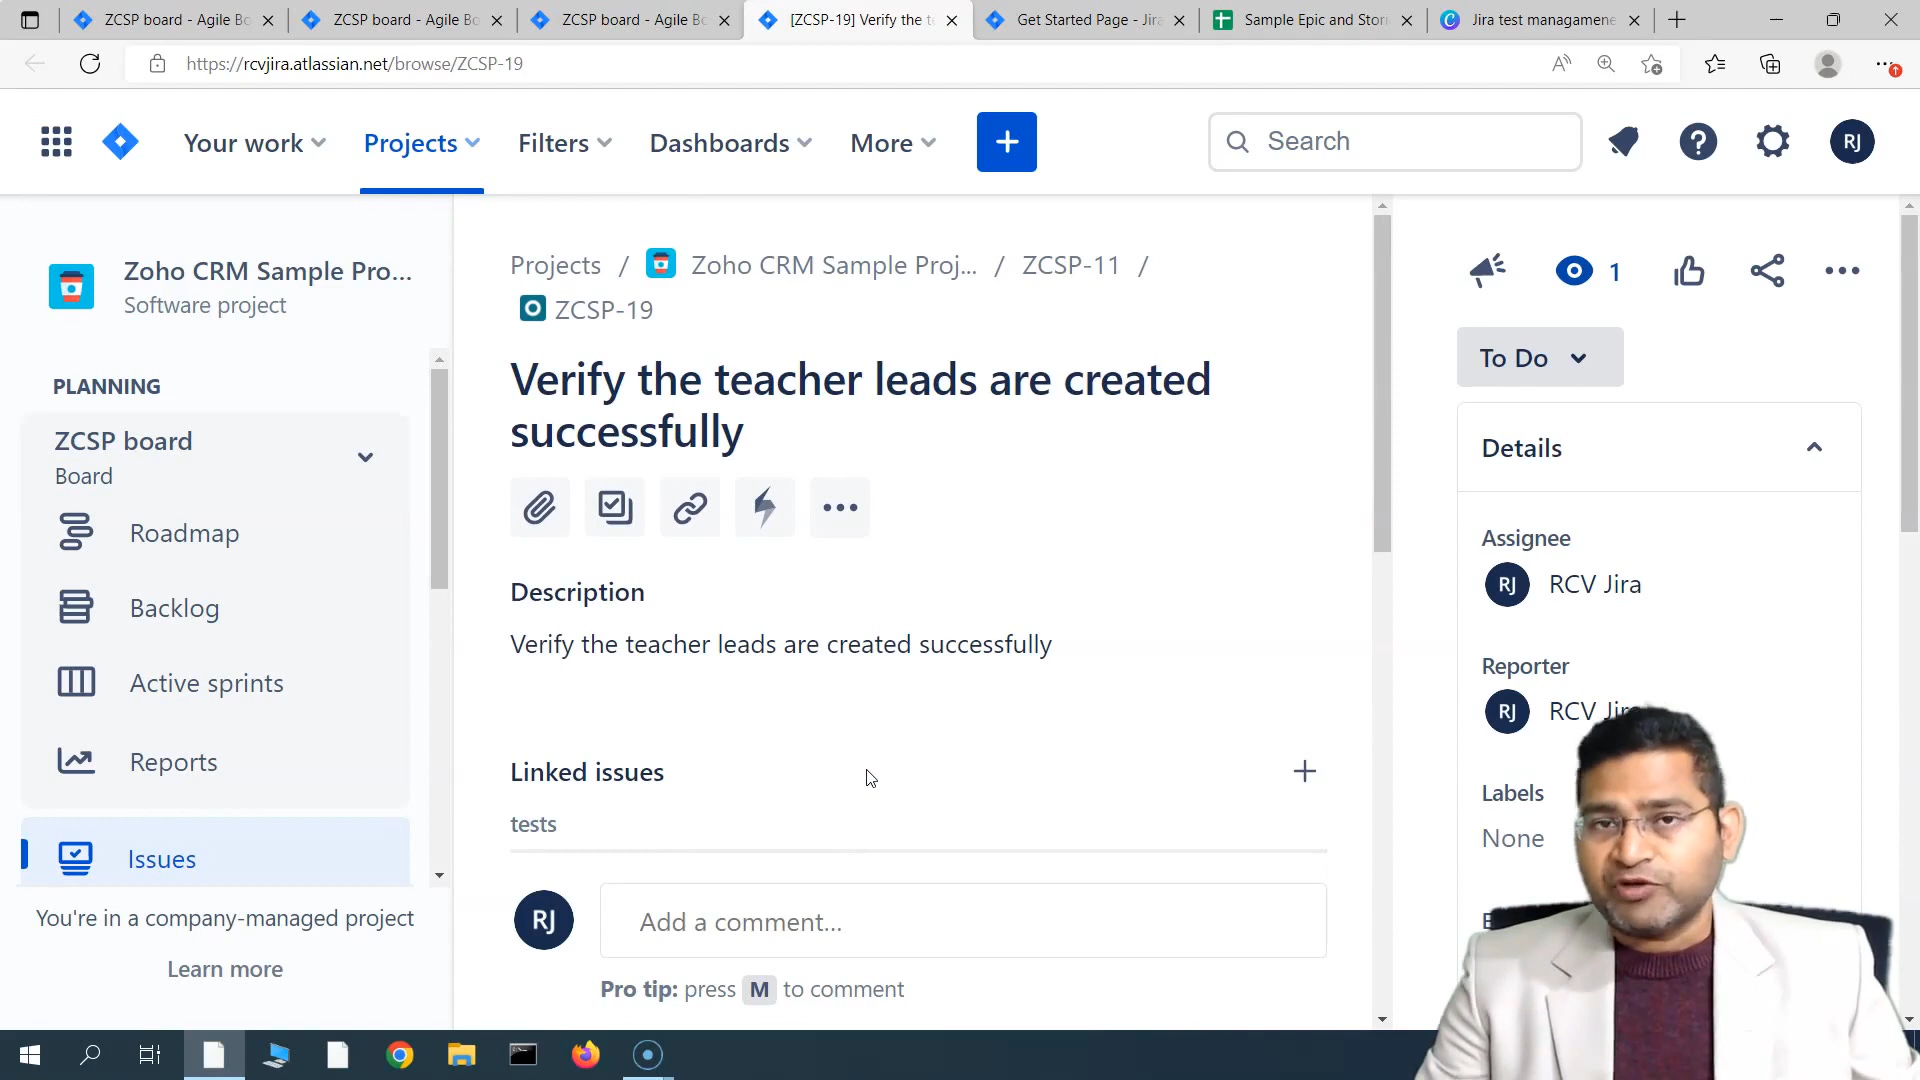 ZCSP board - Agile Bo
ZCSP board - Agile Bo
ZCSP board - Agile Bo
[ZCSP-19] Verify the te
Get Started Page - Jira
Sample Epic and Stori
Jira test managamene
https://rcvjira.atlassian.net/browse/ZCSP-19
Your work
Projects
Filters
Dashboards
More
Search
RJ
Zoho CRM Sample Pro...
Software project
PLANNING
ZCSP board
Board
Roadmap
Backlog
Active sprints
Reports
Issues
You're in a company-managed project
Learn more
Projects / Zoho CRM Sample Proj... / ZCSP-11 /
ZCSP-19
Verify the teacher leads are created
successfully
Description
Verify the teacher leads are created successfully
Linked issues
tests
RJ
Add a comment...
Pro tip: press M to comment
1
To Do
Details
Assignee
RJ RCV Jira
Reporter
RJ RCV Jira
Labels
None